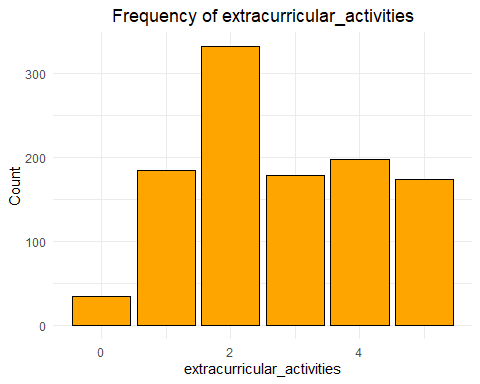 Frequency of extracurricular_activities
300
200
100
0
Count
0 2 4
extracurricular_activities